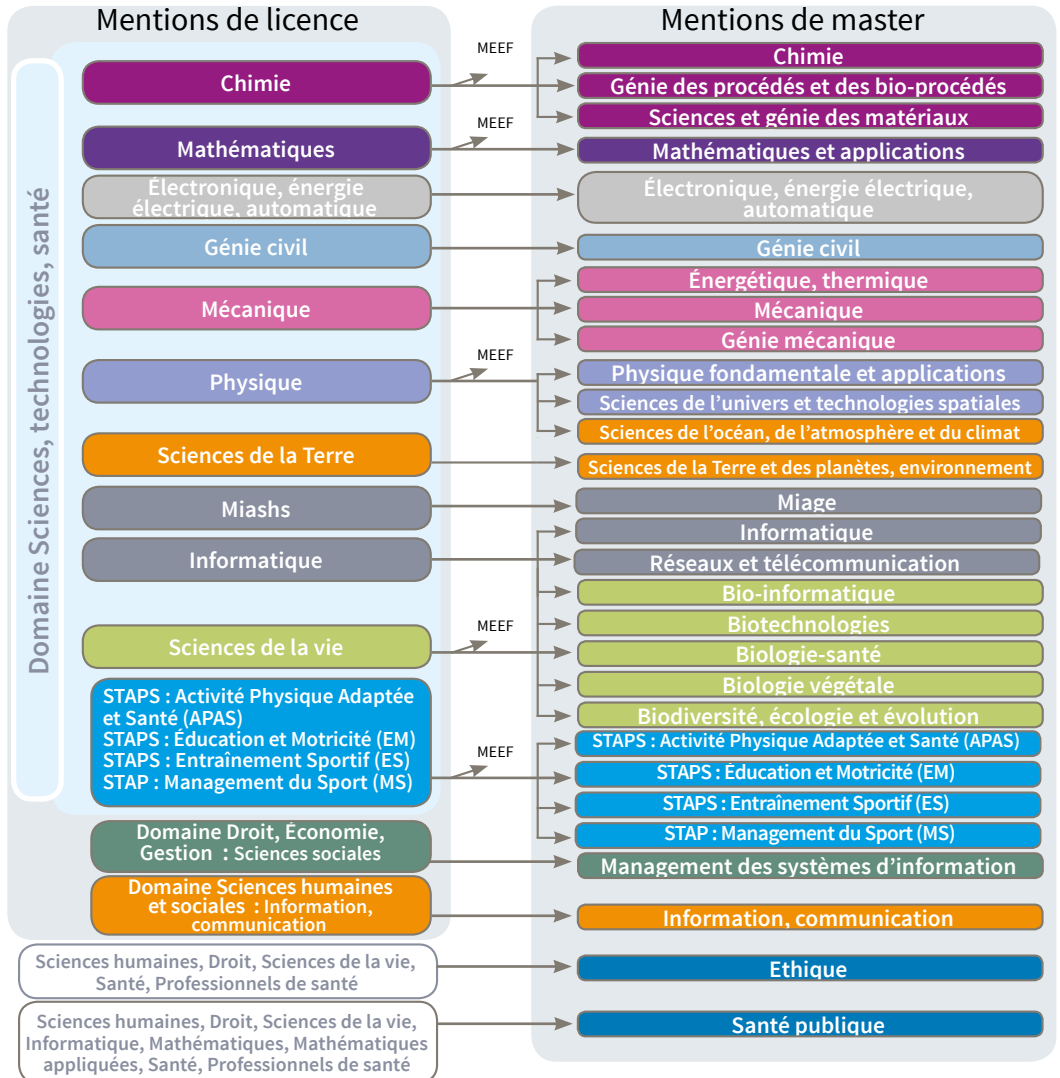 Mentions de licence
Mentions de master
Domaine Sciences, technologies, santé
Chimie
MEEF
Chimie
Génie des procédés et des bio-procédés
Sciences et génie des matériaux
Mathématiques
MEEF
Mathématiques et applications
Électronique, énergie
électrique, automatique
Électronique, énergie électrique,
automatique
Génie civil
Génie civil
Mécanique
Énergétique, thermique
Mécanique
Génie mécanique
Physique
MEEF
Physique fondamentale et applications
Sciences de l’univers et technologies spatiales
Sciences de l’océan, de l’atmosphère et du climat
Sciences de la Terre
Sciences de la Terre et des planètes, environnement
Miashs
Miage
Informatique
Informatique
Réseaux et télécommunication
Bio-informatique
Sciences de la vie
MEEF
Biotechnologies
Biologie-santé
Biologie végétale
Biodiversité, écologie et évolution
STAPS : Activité Physique Adaptée
et Santé (APAS)
STAPS : Éducation et Motricité (EM)
STAPS : Entraînement Sportif (ES)
STAP : Management du Sport (MS)
MEEF
STAPS : Activité Physique Adaptée et Santé (APAS)
STAPS : Éducation et Motricité (EM)
STAPS : Entraînement Sportif (ES)
STAP : Management du Sport (MS)
Domaine Droit, Économie,
Gestion : Sciences sociales
Management des systèmes d’information
Domaine Sciences humaines
et sociales : Information,
communication
Information, communication
Sciences humaines, Droit, Sciences de la vie,
Santé, Professionnels de santé
Ethique
Sciences humaines, Droit, Sciences de la vie,
Informatique, Mathématiques, Mathématiques
appliquées, Santé, Professionnels de santé
Santé publique